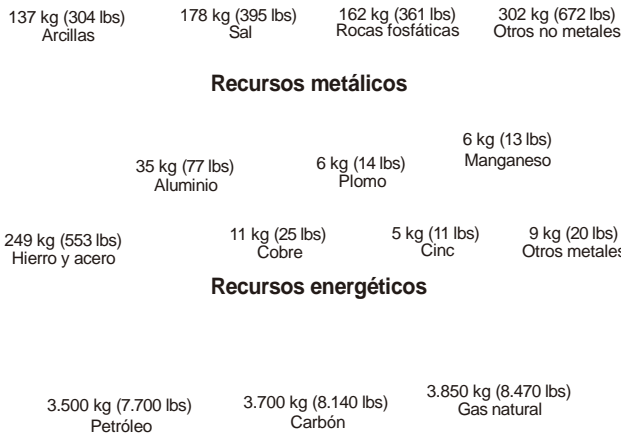 137 kg (304 lbs)
Arcillas
178 kg (395 lbs)
Sal
162 kg (361 lbs)
Rocas fosfáticas
302 kg (672 lbs)
Otros no metales
Recursos metálicos
6 kg (13 lbs)
Manganeso
35 kg (77 lbs)
Aluminio
6 kg (14 lbs)
Plomo
249 kg (553 lbs)
Hierro y acero
11 kg (25 lbs)
Cobre
5 kg (11 lbs)
Cinc
9 kg (20 lbs)
Otros metales
Recursos energéticos
3.500 kg (7.700 lbs)
Petróleo
3.700 kg (8.140 lbs)
Carbón
3.850 kg (8.470 lbs)
Gas natural